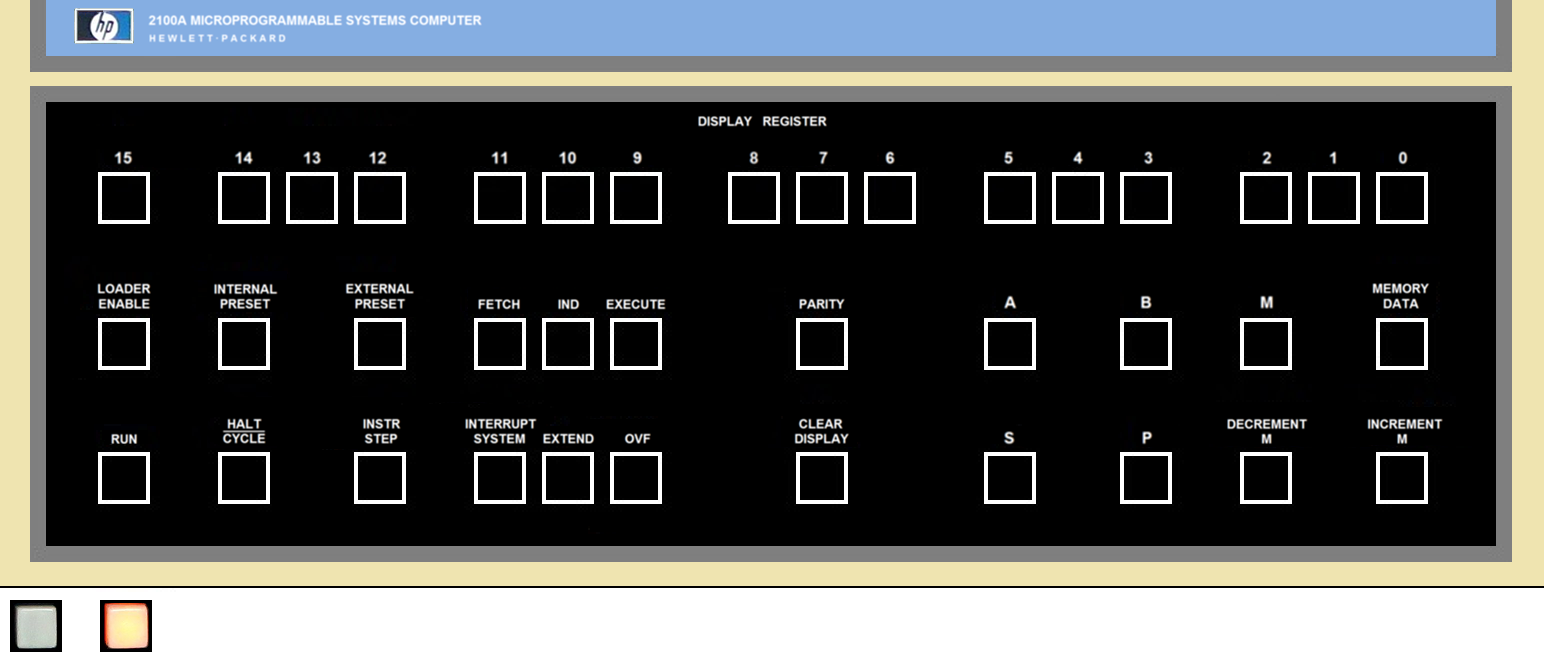 hp
2100A MICROPROGRAMMABLE SYSTEMS COMPUTER
HEWLETT·PACKARD
DISPLAY REGISTER
15 14 13 12 11 10 9 8 7 6 5 4 3 2 1 0
LOADER ENABLE
INTERNAL PRESET
EXTERNAL PRESET
FETCH
IND
EXECUTE
PARITY
A
B
M
MEMORY DATA
RUN
HALT
CYCLE
INSTR STEP
INTERRUPT SYSTEM
EXTEND
OVF
CLEAR DISPLAY
S
P
DECREMENT M
INCREMENT M